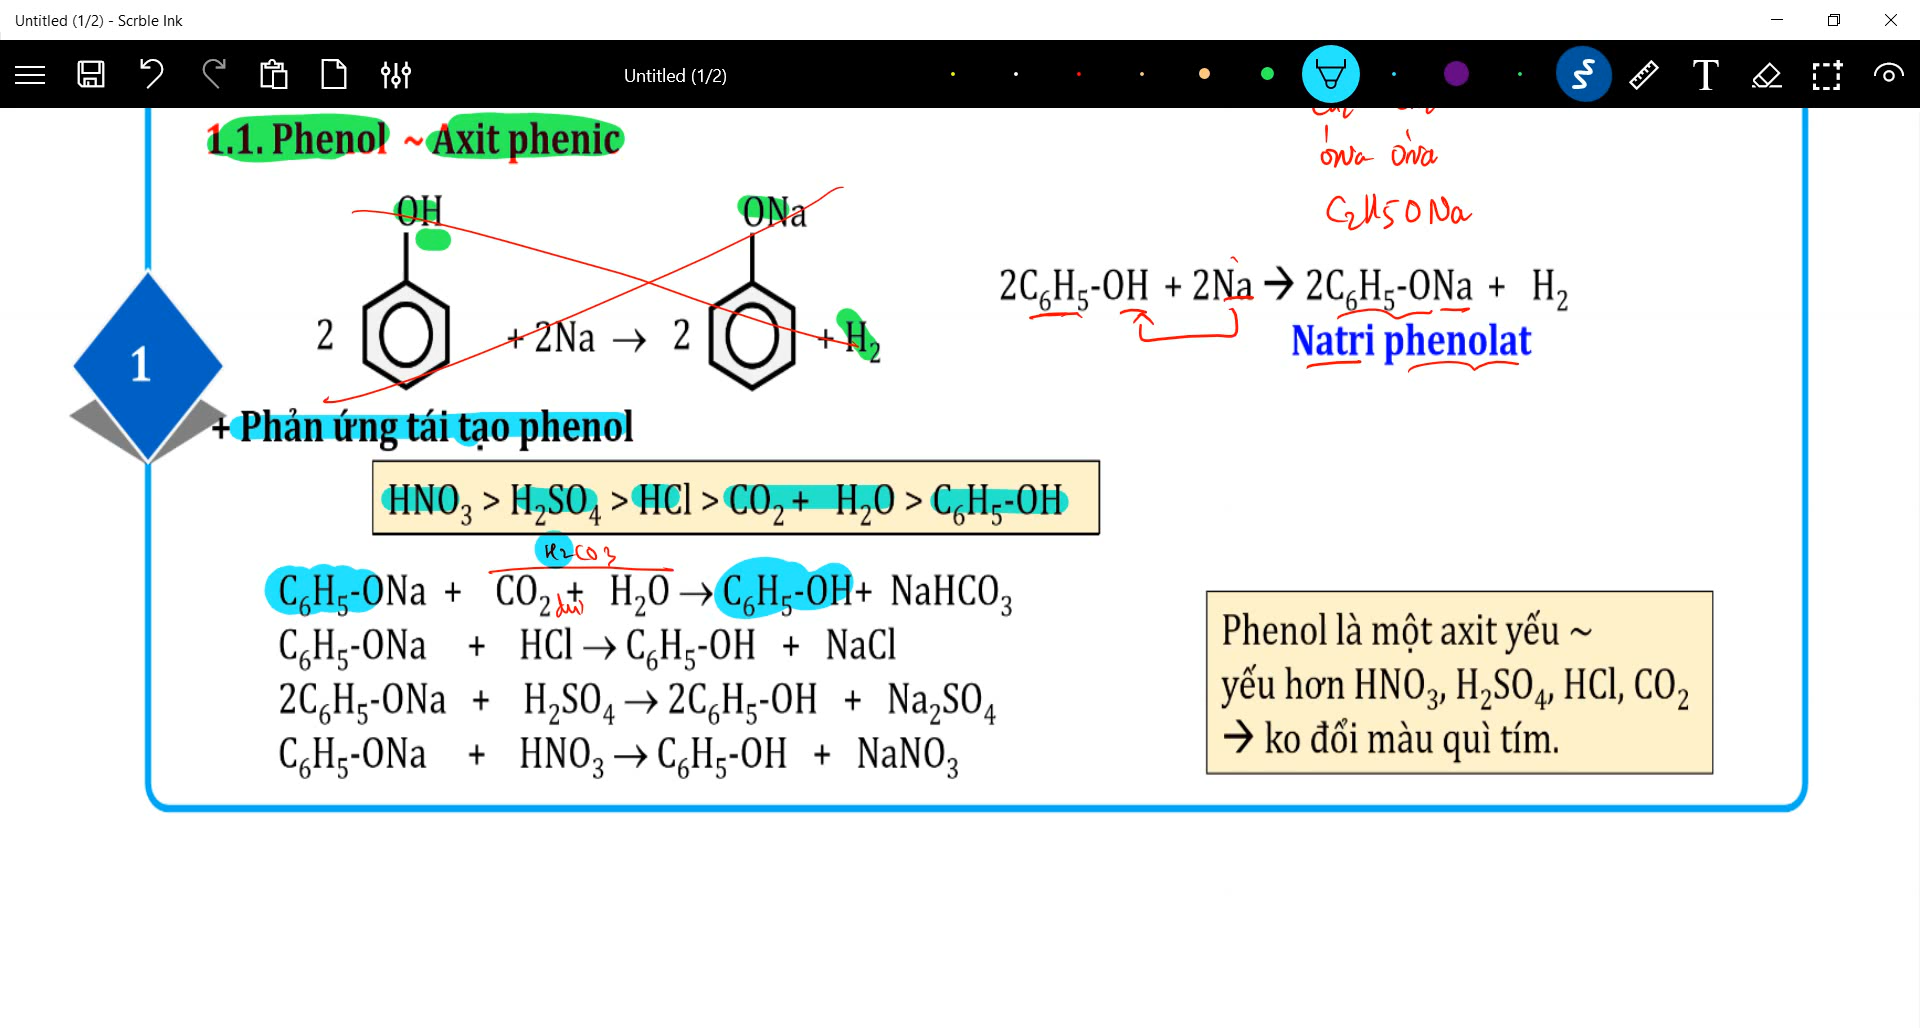 Untitled (1/2) - Scrble Ink
Untitled (1/2)
T
1.1. Phenol ~ Axit phenic
ONa ONa
C₂H5ONa
OH
ONa
2
+ 2Na → 2
+ H₂
2C₆H₅-OH + 2Na → 2C₆H₅-ONa + H₂
Natri phenolat
1
+ Phản ứng tái tạo phenol
HNO₃ > H₂SO₄ > HCl > CO₂ + H₂O > C₆H₅-OH
H2CO3
C₆H₅-ONa + CO₂ + H₂O → C₆H₅-OH + NaHCO₃
dư
C₆H₅-ONa + HCl → C₆H₅-OH + NaCl
2C₆H₅-ONa + H₂SO₄ → 2C₆H₅-OH + Na₂SO₄
C₆H₅-ONa + HNO₃ → C₆H₅-OH + NaNO₃
Phenol là một axit yếu ~
yếu hơn HNO₃, H₂SO₄, HCl, CO₂
→ ko đổi màu quì tím.